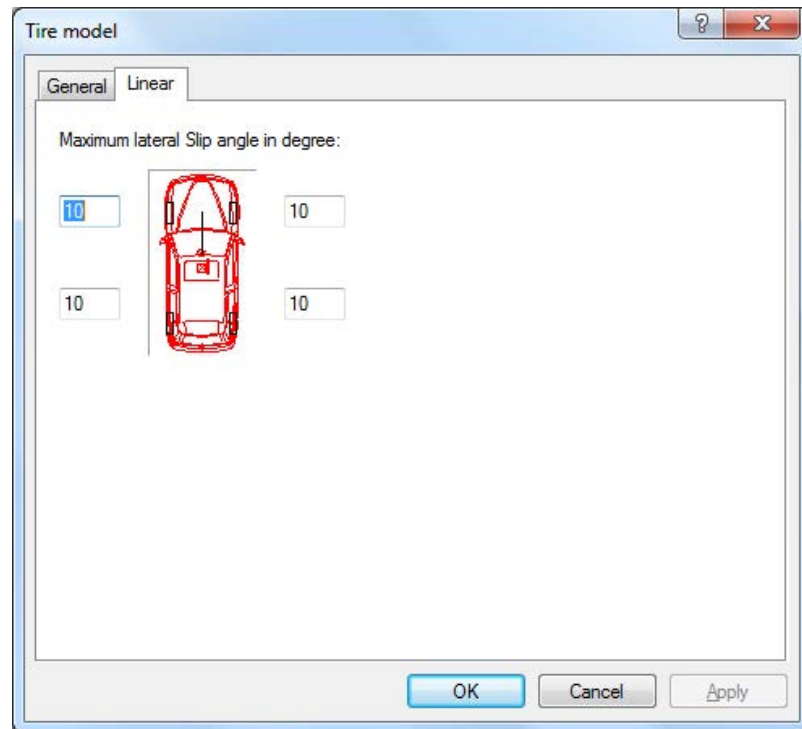 Tire model
General Linear
Maximum lateral Slip angle in degree:
10 10
10 10
OK Cancel Apply